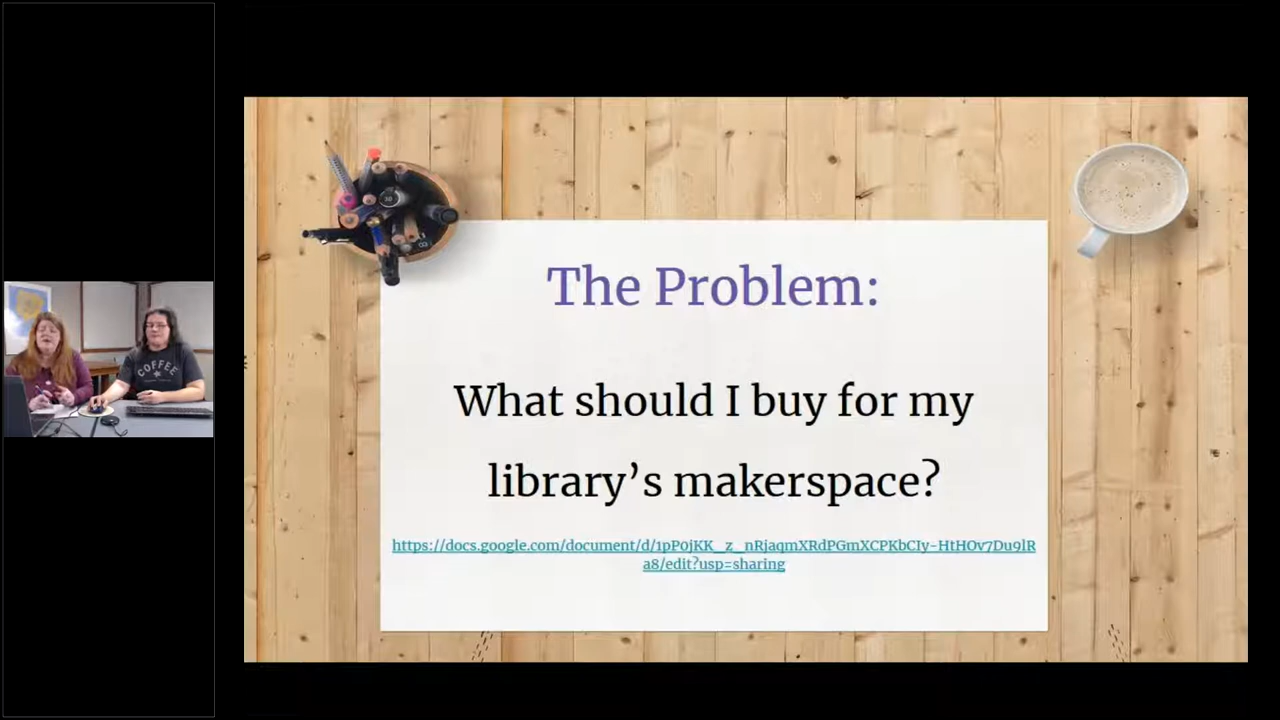 The Problem:
What should I buy for my
library’s makerspace?
https://docs.google.com/document/d/1pP0jKK_z_nRjaqmXRdPGmXCPKbCIy-HtHOv7Du9lR
a8/edit?usp=sharing
COFFEE